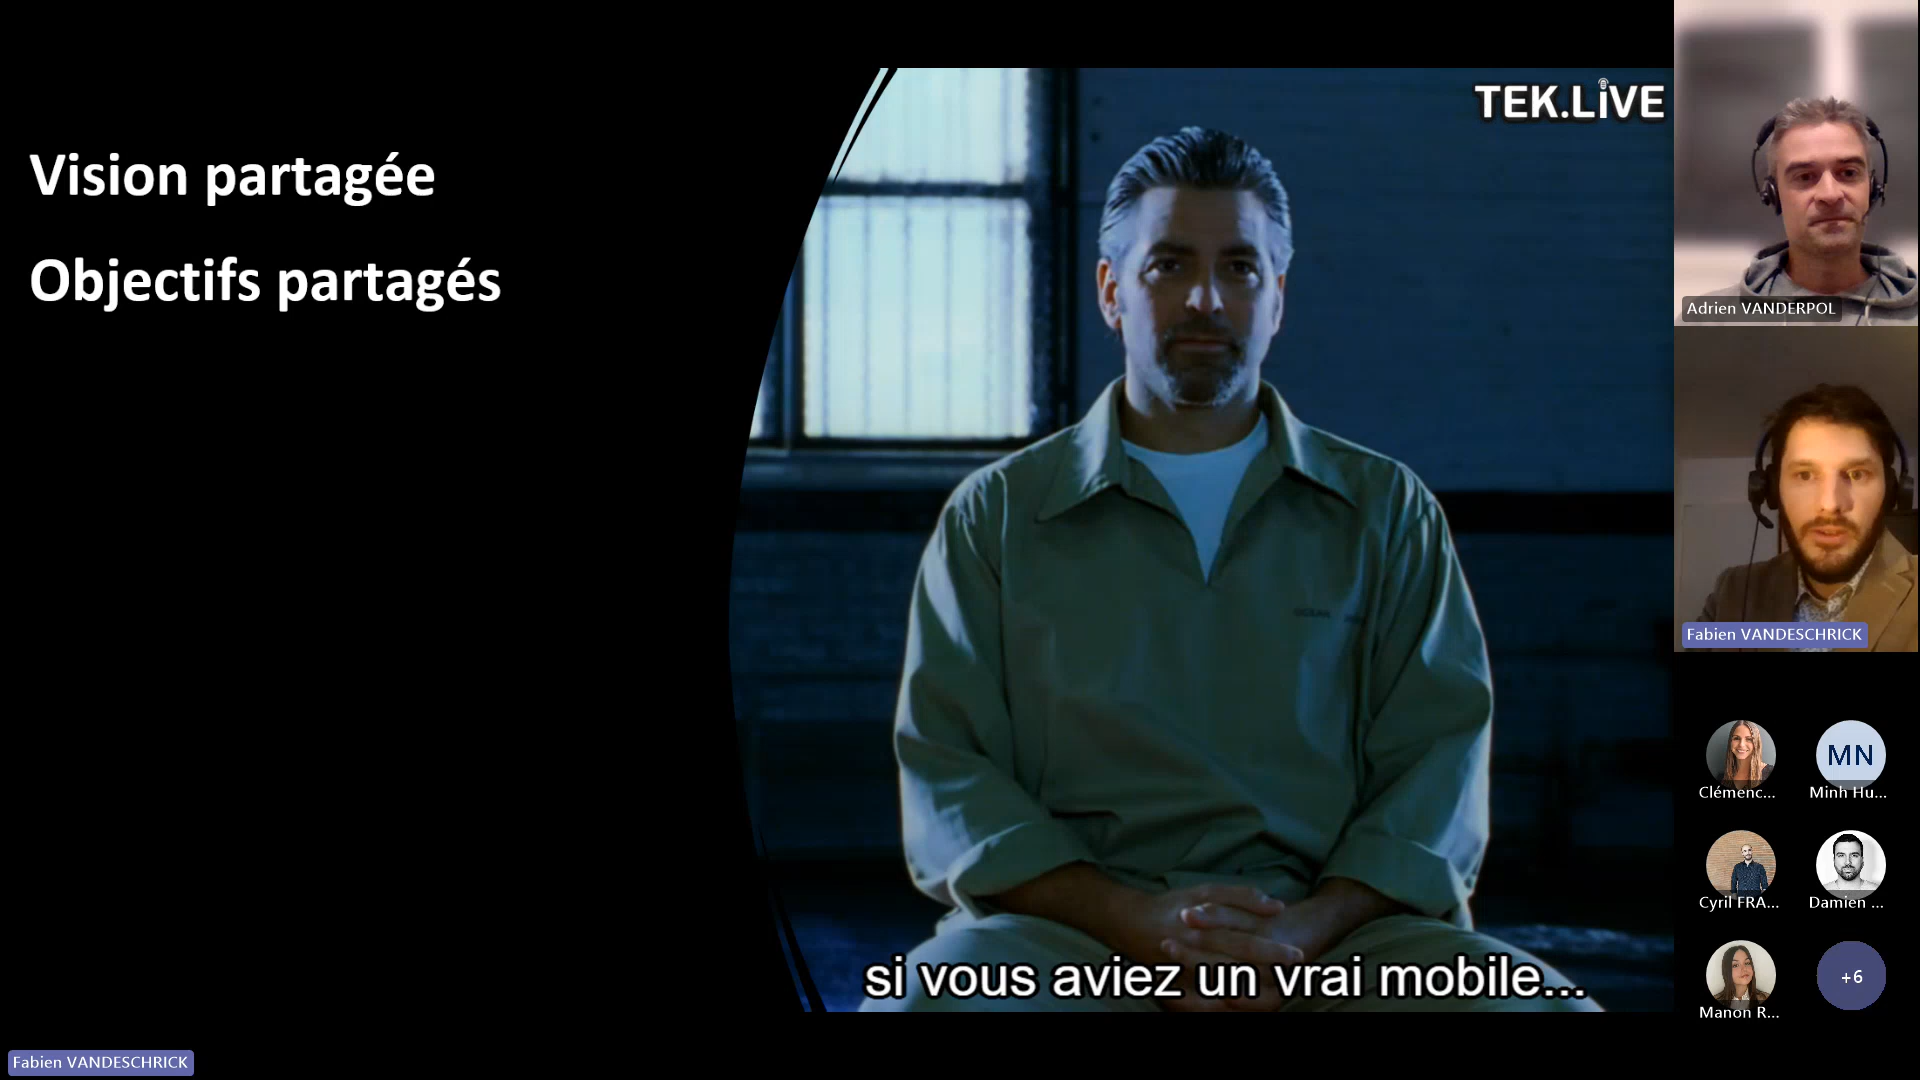 TEK.LiVE
Vision partagée
Objectifs partagés
si vous aviez un vrai mobile...
Adrien VANDERPOL
Fabien VANDESCHRICK
Clémenc...
MN
Minh Hu...
Cyril FRA...
Damien ...
Manon R...
+6
Fabien VANDESCHRICK